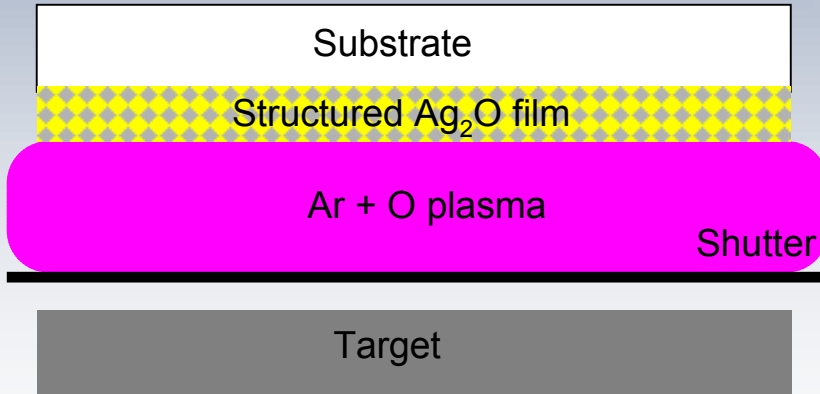 Substrate
Structured Ag₂O film
Ar + O plasma
Shutter
Target